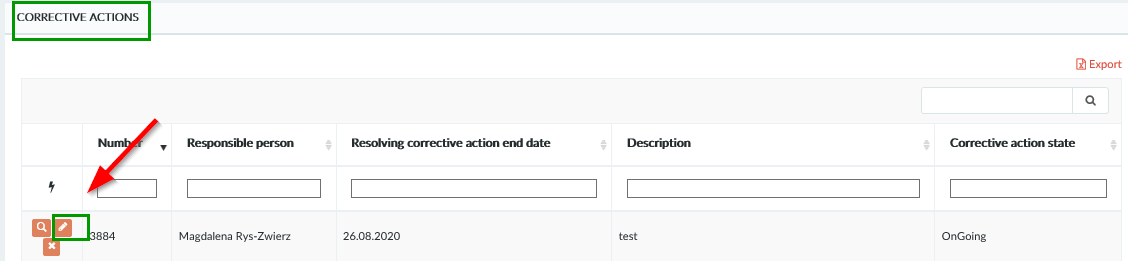 CORRECTIVE ACTIONS
Export
Number Responsible person Resolving corrective action end date Description Corrective action state
3884 Magdalena Rys-Zwierz 26.08.2020 test OnGoing